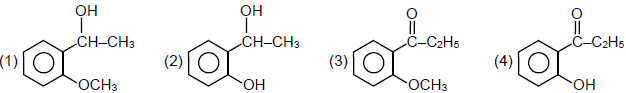 (1) OH CH–CH₃ OCH₃
(2) OH CH–CH₃ OH
(3) O C–C₂H₅ OCH₃
(4) O C–C₂H₅ OH